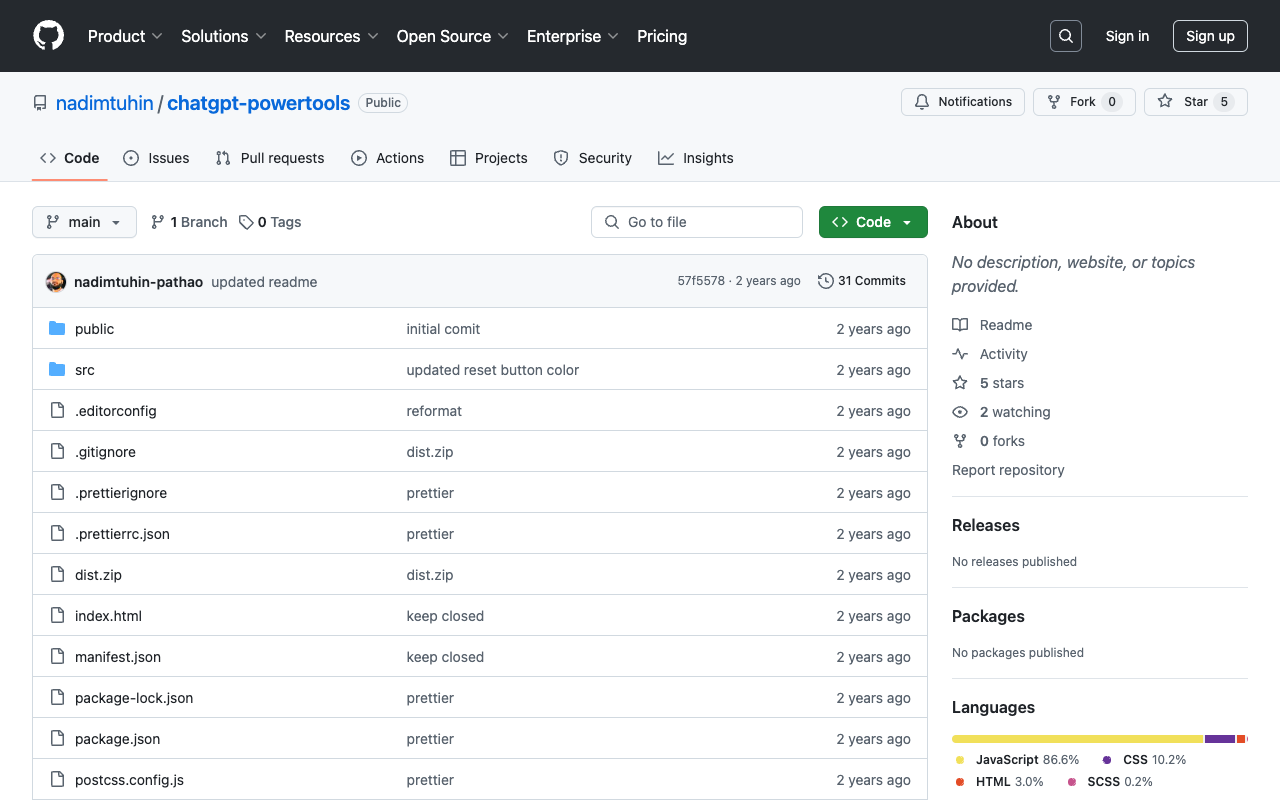 Product Solutions Resources Open Source Enterprise Pricing Sign in Sign up
nadimtuhin / chatgpt-powertools Public Notifications Fork 0 Star 5
Code Issues Pull requests Actions Projects Security Insights
main 1 Branch 0 Tags Go to file Code
nadimtuhin-pathao updated readme 57f5578 · 2 years ago 31 Commits
public initial comit 2 years ago
src updated reset button color 2 years ago
.editorconfig reformat 2 years ago
.gitignore dist.zip 2 years ago
.prettierignore prettier 2 years ago
.prettierrc.json prettier 2 years ago
dist.zip dist.zip 2 years ago
index.html keep closed 2 years ago
manifest.json keep closed 2 years ago
package-lock.json prettier 2 years ago
package.json prettier 2 years ago
postcss.config.js prettier 2 years ago
About
No description, website, or topics
provided.
Readme
Activity
5 stars
2 watching
0 forks
Report repository
Releases
No releases published
Packages
No packages published
Languages
JavaScript 86.6% CSS 10.2%
HTML 3.0% SCSS 0.2%